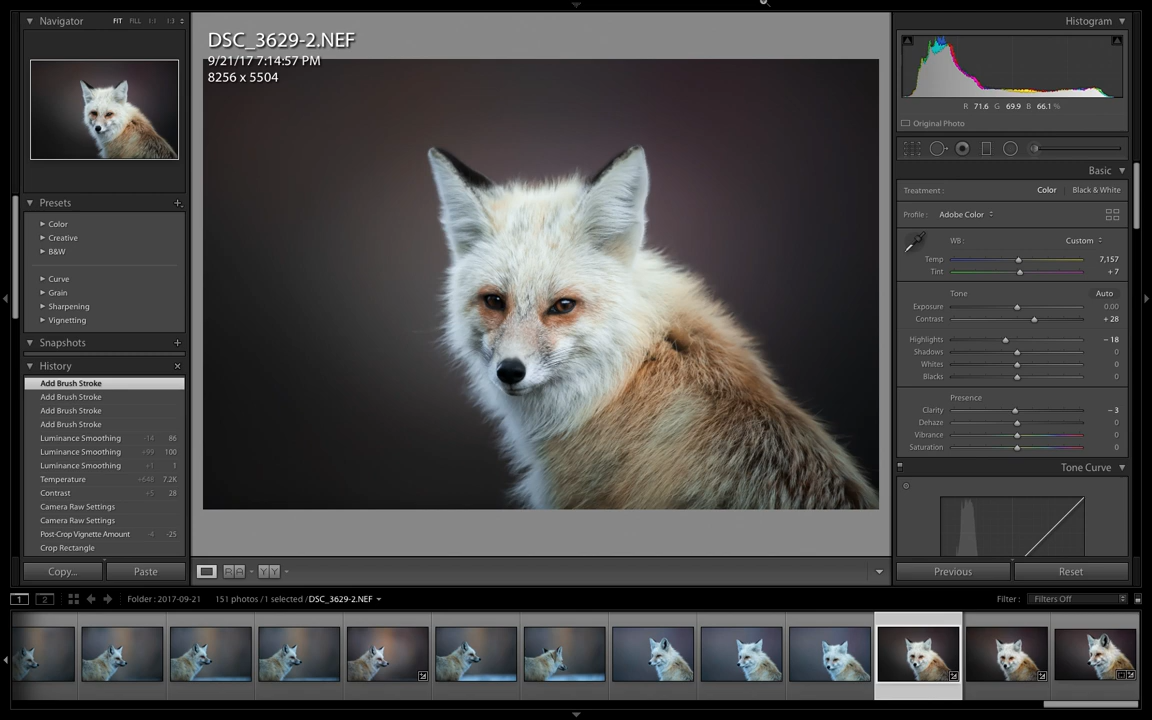 Navigator FIT FILL 1:1 1:3
Presets
Color
Creative
B&W
Curve
Grain
Sharpening
Vignetting
Snapshots
History
Add Brush Stroke
Add Brush Stroke
Add Brush Stroke
Add Brush Stroke
Luminance Smoothing -14 86
Luminance Smoothing +99 100
Luminance Smoothing +1 1
Temperature +648 7.2K
Contrast +5 28
Camera Raw Settings
Camera Raw Settings
Post-Crop Vignette Amount -4 -25
Crop Rectangle
Copy... Paste
DSC_3629-2.NEF
9/21/17 7:14:57 PM
8256 x 5504
R A Y Y
Histogram
R 71.6 G 69.9 B 66.1 %
Original Photo
Basic
Treatment : Color Black & White
Profile : Adobe Color
WB : Custom
Temp 7,157
Tint + 7
Tone Auto
Exposure 0.00
Contrast + 28
Highlights – 18
Shadows 0
Whites 0
Blacks 0
Presence
Clarity – 3
Dehaze 0
Vibrance 0
Saturation 0
Tone Curve
Previous Reset
1 2 Folder : 2017-09-21 151 photos / 1 selected / DSC_3629-2.NEF Filter : Filters Off